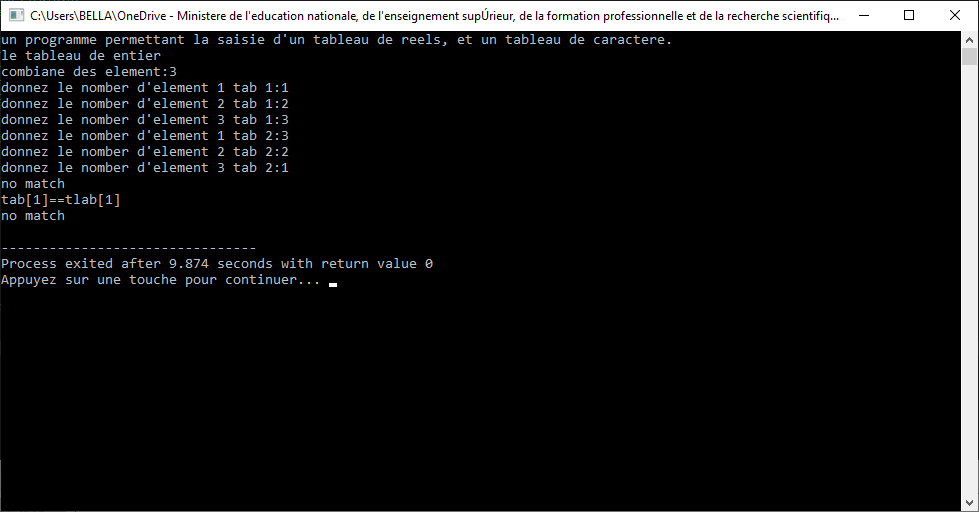 C:\Users\BELLA\OneDrive - Ministere de l'education nationale, de l'enseignement supÚrieur, de la formation professionnelle et de la recherche scientifiq...
un programme permettant la saisie d'un tableau de reels, et un tableau de caractere.
le tableau de entier
combiane des element:3
donnez le nomber d'element 1 tab 1:1
donnez le nomber d'element 2 tab 1:2
donnez le nomber d'element 3 tab 1:3
donnez le nomber d'element 1 tab 2:3
donnez le nomber d'element 2 tab 2:2
donnez le nomber d'element 3 tab 2:1
no match
tab[1]==tlab[1]
no match
--------------------------------
Process exited after 9.874 seconds with return value 0
Appuyez sur une touche pour continuer...